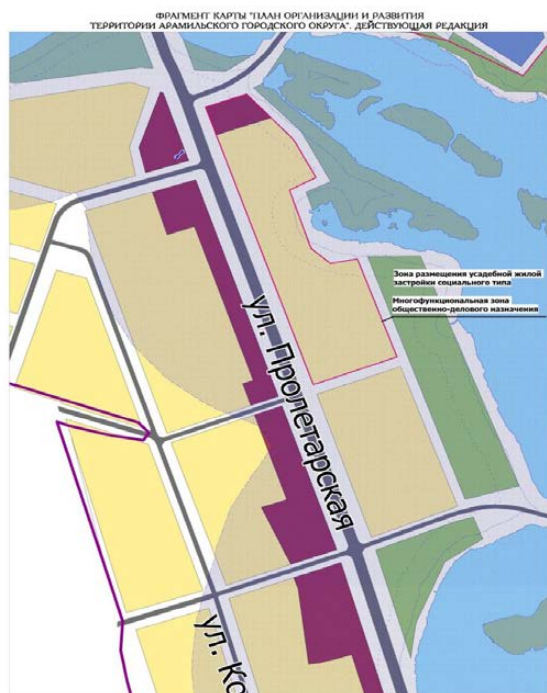 ФРАГМЕНТ КАРТЫ "ПЛАН ОРГАНИЗАЦИИ И РАЗВИТИЯ
ТЕРРИТОРИИ АРАМИЛЬСКОГО ГОРОДСКОГО ОКРУГА". ДЕЙСТВУЮЩАЯ РЕДАКЦИЯ
Зона размещения усадебной жилой
застройки социального типа
Многофункциональная зона
общественно-делового назначения
ул. Пролетарская
ул. Ко